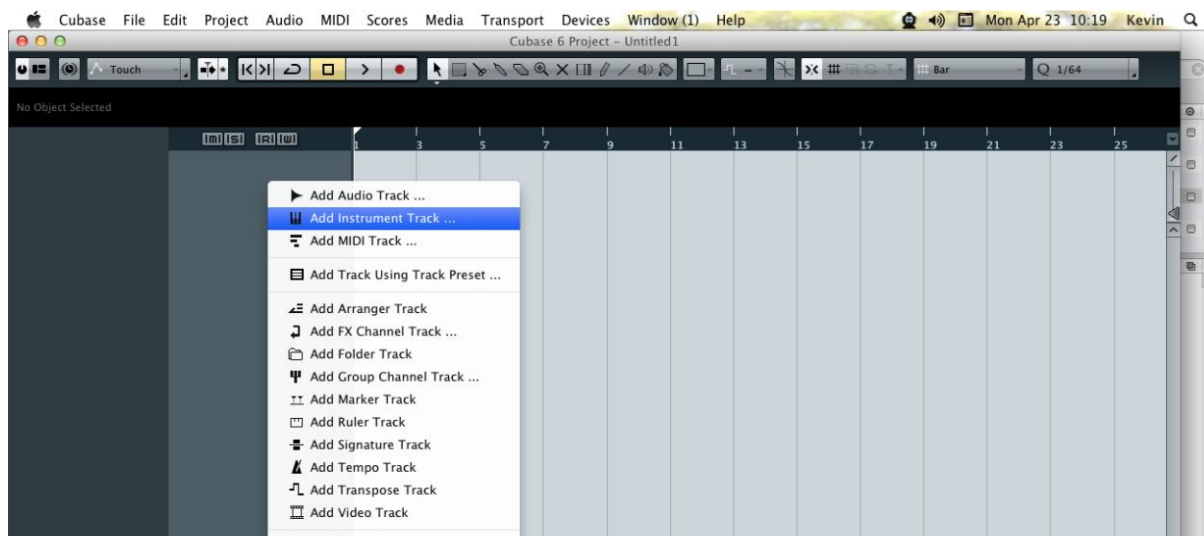 Cubase File Edit Project Audio MIDI Scores Media Transport Devices Window (1) Help Mon Apr 23 10:19 Kevin
Cubase 6 Project - Untitled1
Touch Bar Q 1/64
No Object Selected
m s R W 1 3 5 7 9 11 13 15 17 19 21 23 25
Add Audio Track ...
Add Instrument Track ...
Add MIDI Track ...
Add Track Using Track Preset ...
Add Arranger Track
Add FX Channel Track ...
Add Folder Track
Add Group Channel Track ...
Add Marker Track
Add Ruler Track
Add Signature Track
Add Tempo Track
Add Transpose Track
Add Video Track